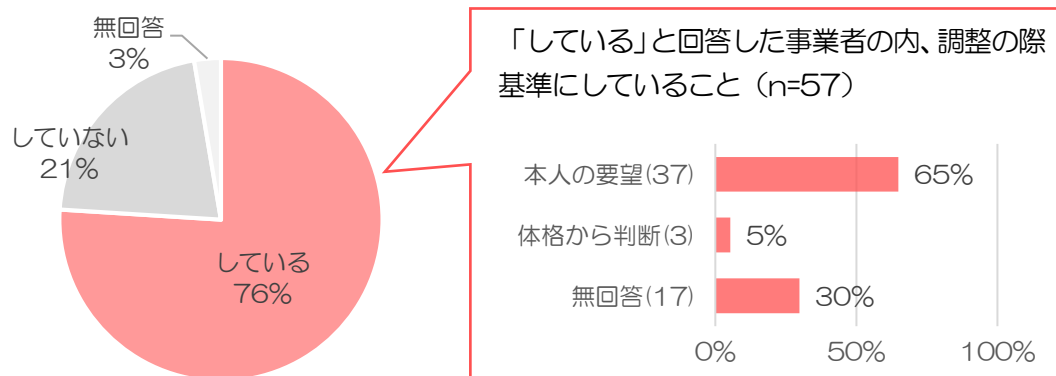 無回答
3%
していない
21%
している
76%
「している」と回答した事業者の内、調整の際
基準にしていること（n=57）
本人の要望(37)
65%
体格から判断(3)
5%
無回答(17)
30%
0%
50%
100%